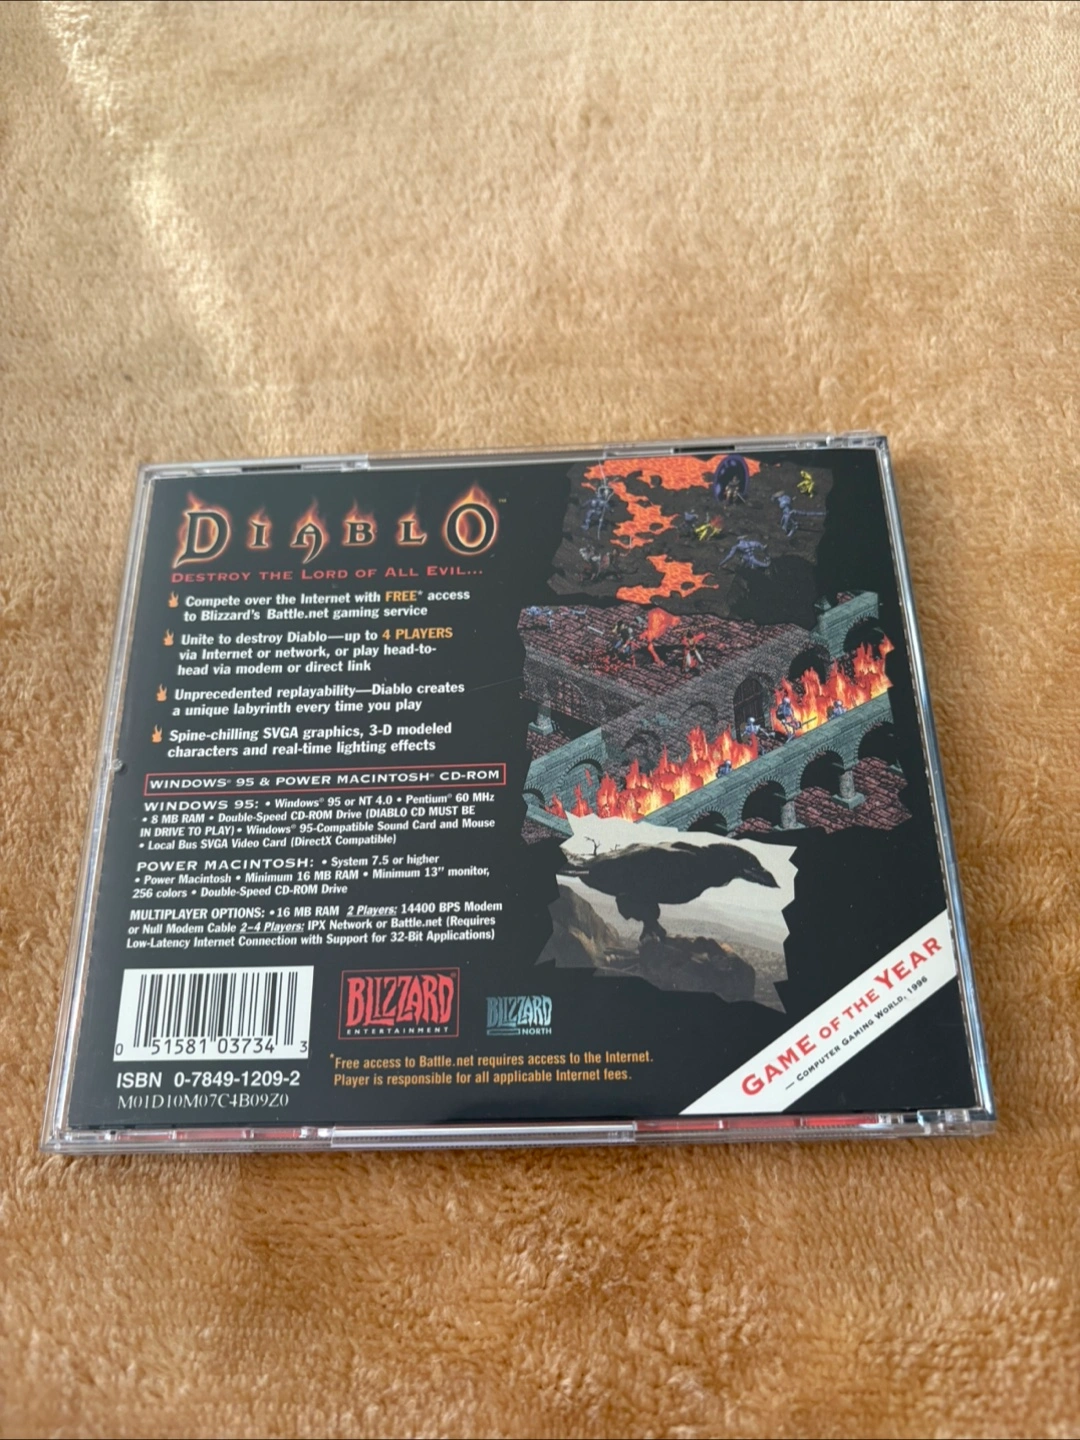 DIABLO™
DESTROY THE LORD OF ALL EVIL...
Compete over the Internet with FREE* access
to Blizzard's Battle.net gaming service
Unite to destroy Diablo—up to 4 PLAYERS
via Internet or network, or play head-to-
head via modem or direct link
Unprecedented replayability—Diablo creates
a unique labyrinth every time you play
Spine-chilling SVGA graphics, 3-D modeled
characters and real-time lighting effects
WINDOWS® 95 & POWER MACINTOSH® CD-ROM
WINDOWS 95: • Windows® 95 or NT 4.0 • Pentium® 60 MHz
• 8 MB RAM • Double-Speed CD-ROM Drive (DIABLO CD MUST BE
IN DRIVE TO PLAY) • Windows® 95-Compatible Sound Card and Mouse
• Local Bus SVGA Video Card (DirectX Compatible)
POWER MACINTOSH: • System 7.5 or higher
• Power Macintosh • Minimum 16 MB RAM • Minimum 13" monitor,
256 colors • Double-Speed CD-ROM Drive
MULTIPLAYER OPTIONS: • 16 MB RAM 2 Players: 14400 BPS Modem
or Null Modem Cable 2–4 Players: IPX Network or Battle.net (Requires
Low-Latency Internet Connection with Support for 32-Bit Applications)
0 51581 03734 3
ISBN 0-7849-1209-2
M01D10M07C4B09Z0
BLIZZARD®
ENTERTAINMENT
BLIZZARD
NORTH
*Free access to Battle.net requires access to the Internet.
Player is responsible for all applicable Internet fees.
GAME OF THE YEAR
— COMPUTER GAMING WORLD, 1996